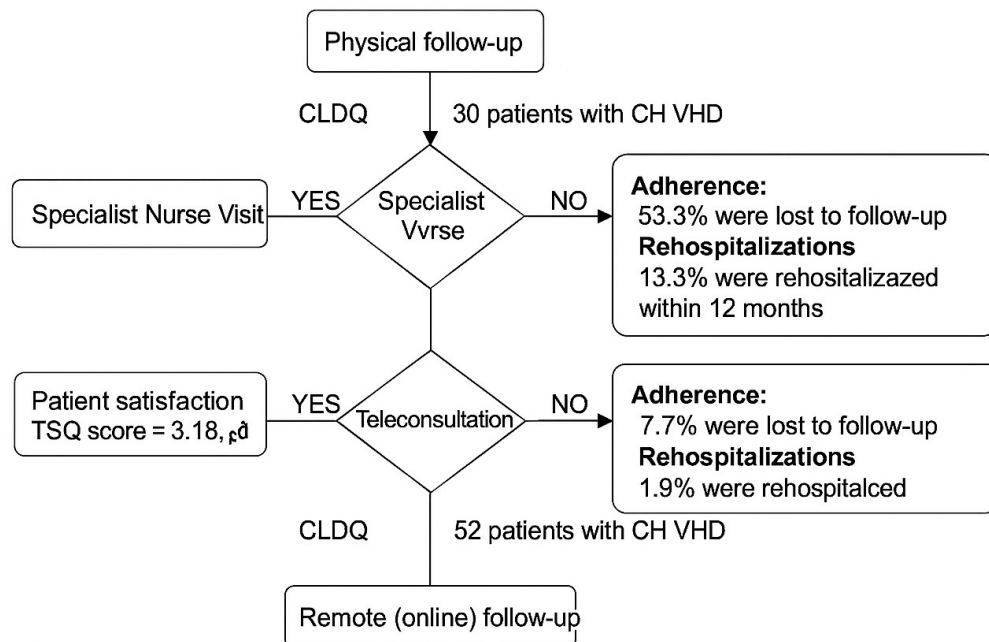 Physical follow-up
CLDQ
30 patients with CH VHD
Specialist Nurse Visit
YES
Specialist
Vvrse
NO
Adherence:
53.3% were lost to follow-up
Rehospitalizations
13.3% were rehositalizazed
within 12 months
Patient satisfaction
TSQ score = 3.18,
YES
Teleconsultation
NO
Adherence:
7.7% were lost to follow-up
Rehospitalizations
1.9% were rehospitalced
CLDQ
52 patients with CH VHD
Remote (online) follow-up